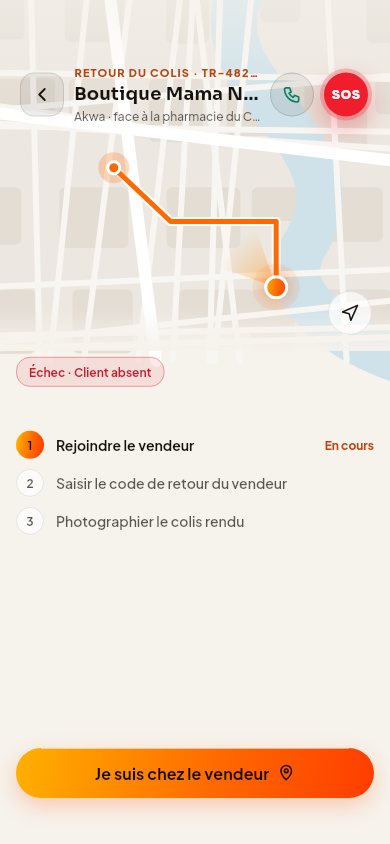 RETOUR DU COLIS · TR-482…
Boutique Mama N…
Akwa · face à la pharmacie du C…
SOS
Échec · Client absent
1 Rejoindre le vendeur En cours
2 Saisir le code de retour du vendeur
3 Photographier le colis rendu
Je suis chez le vendeur